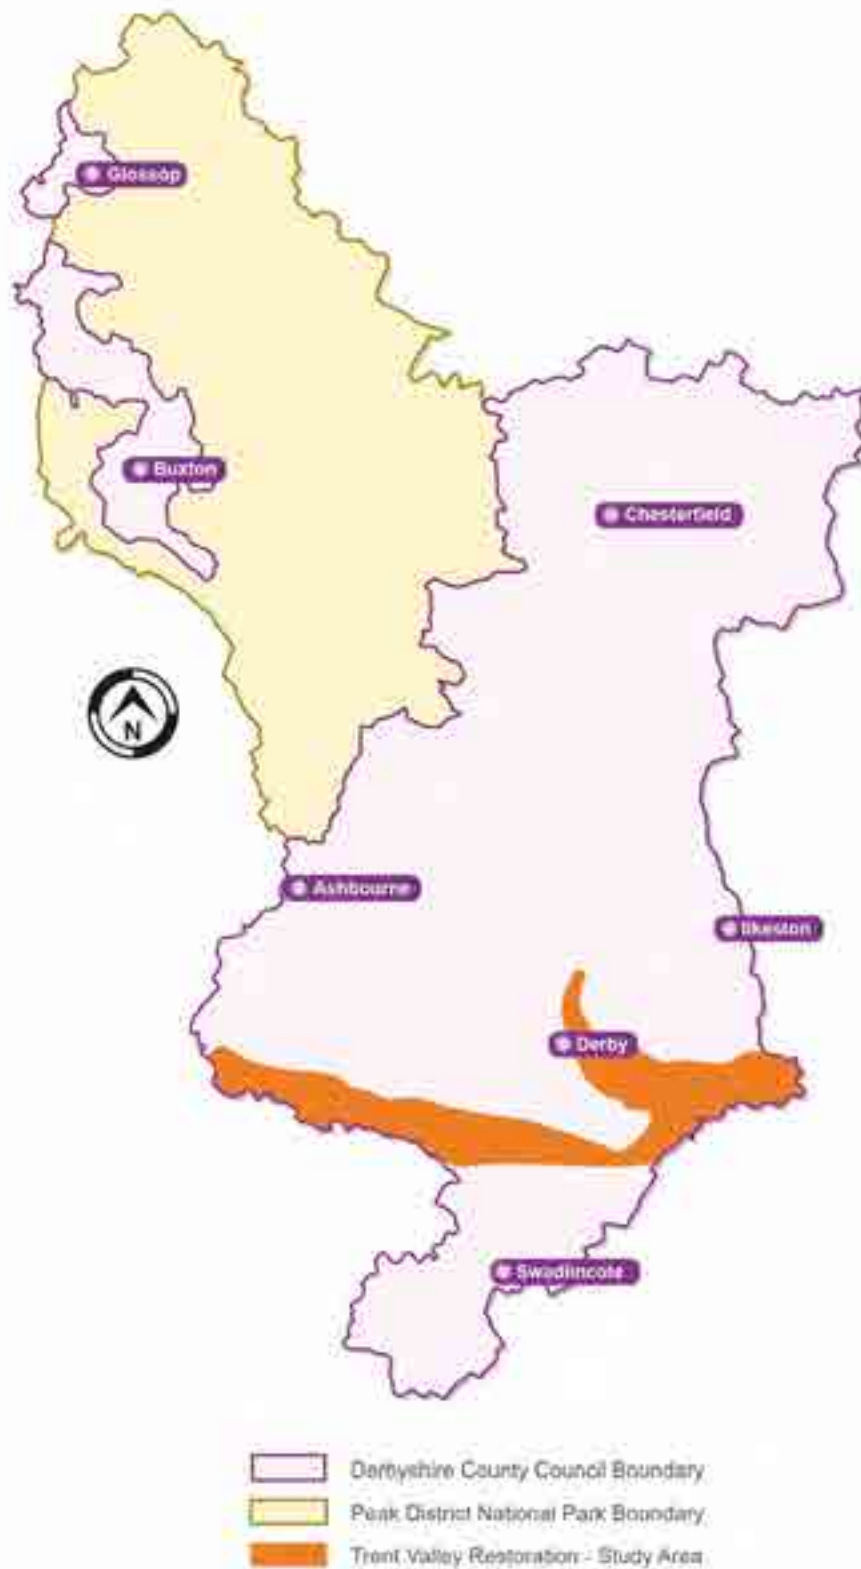 Glossop
Buxton
Chesterfield
N
Ashbourne
Ilkeston
Derby
Swadlincote
Derbyshire County Council Boundary
Peak District National Park Boundary
Trent Valley Restoration - Study Area